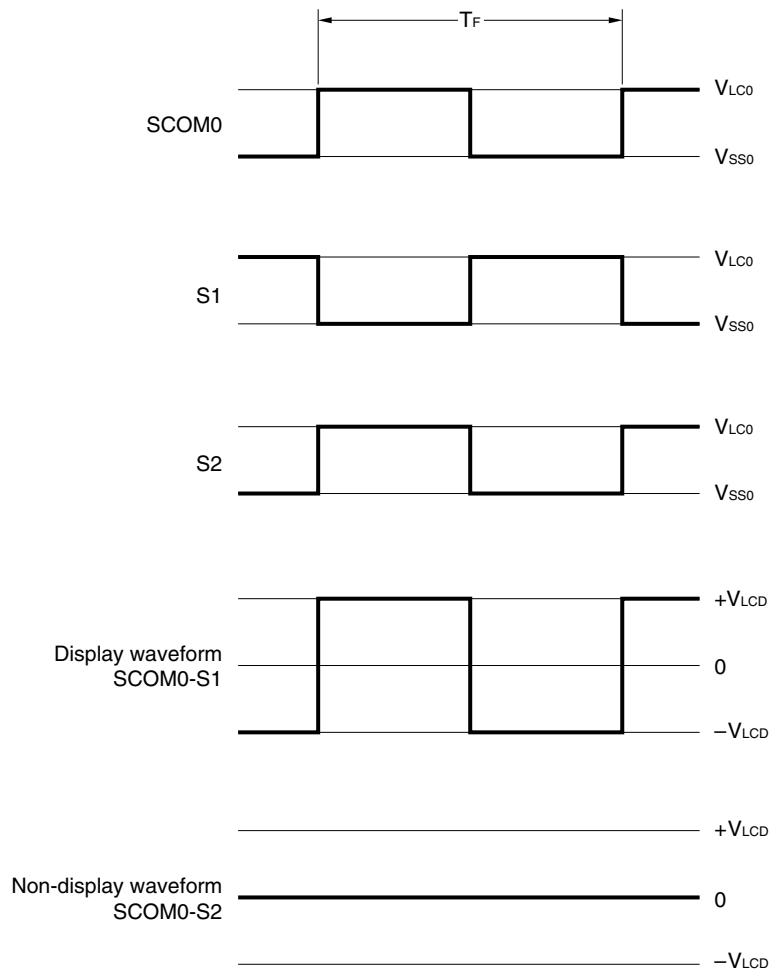 TF
VLC0
SCOM0
VSS0
VLC0
S1
VSS0
VLC0
S2
VSS0
+VLCD
Display waveform
SCOM0-S1
0
–VLCD
+VLCD
Non-display waveform
SCOM0-S2
0
–VLCD